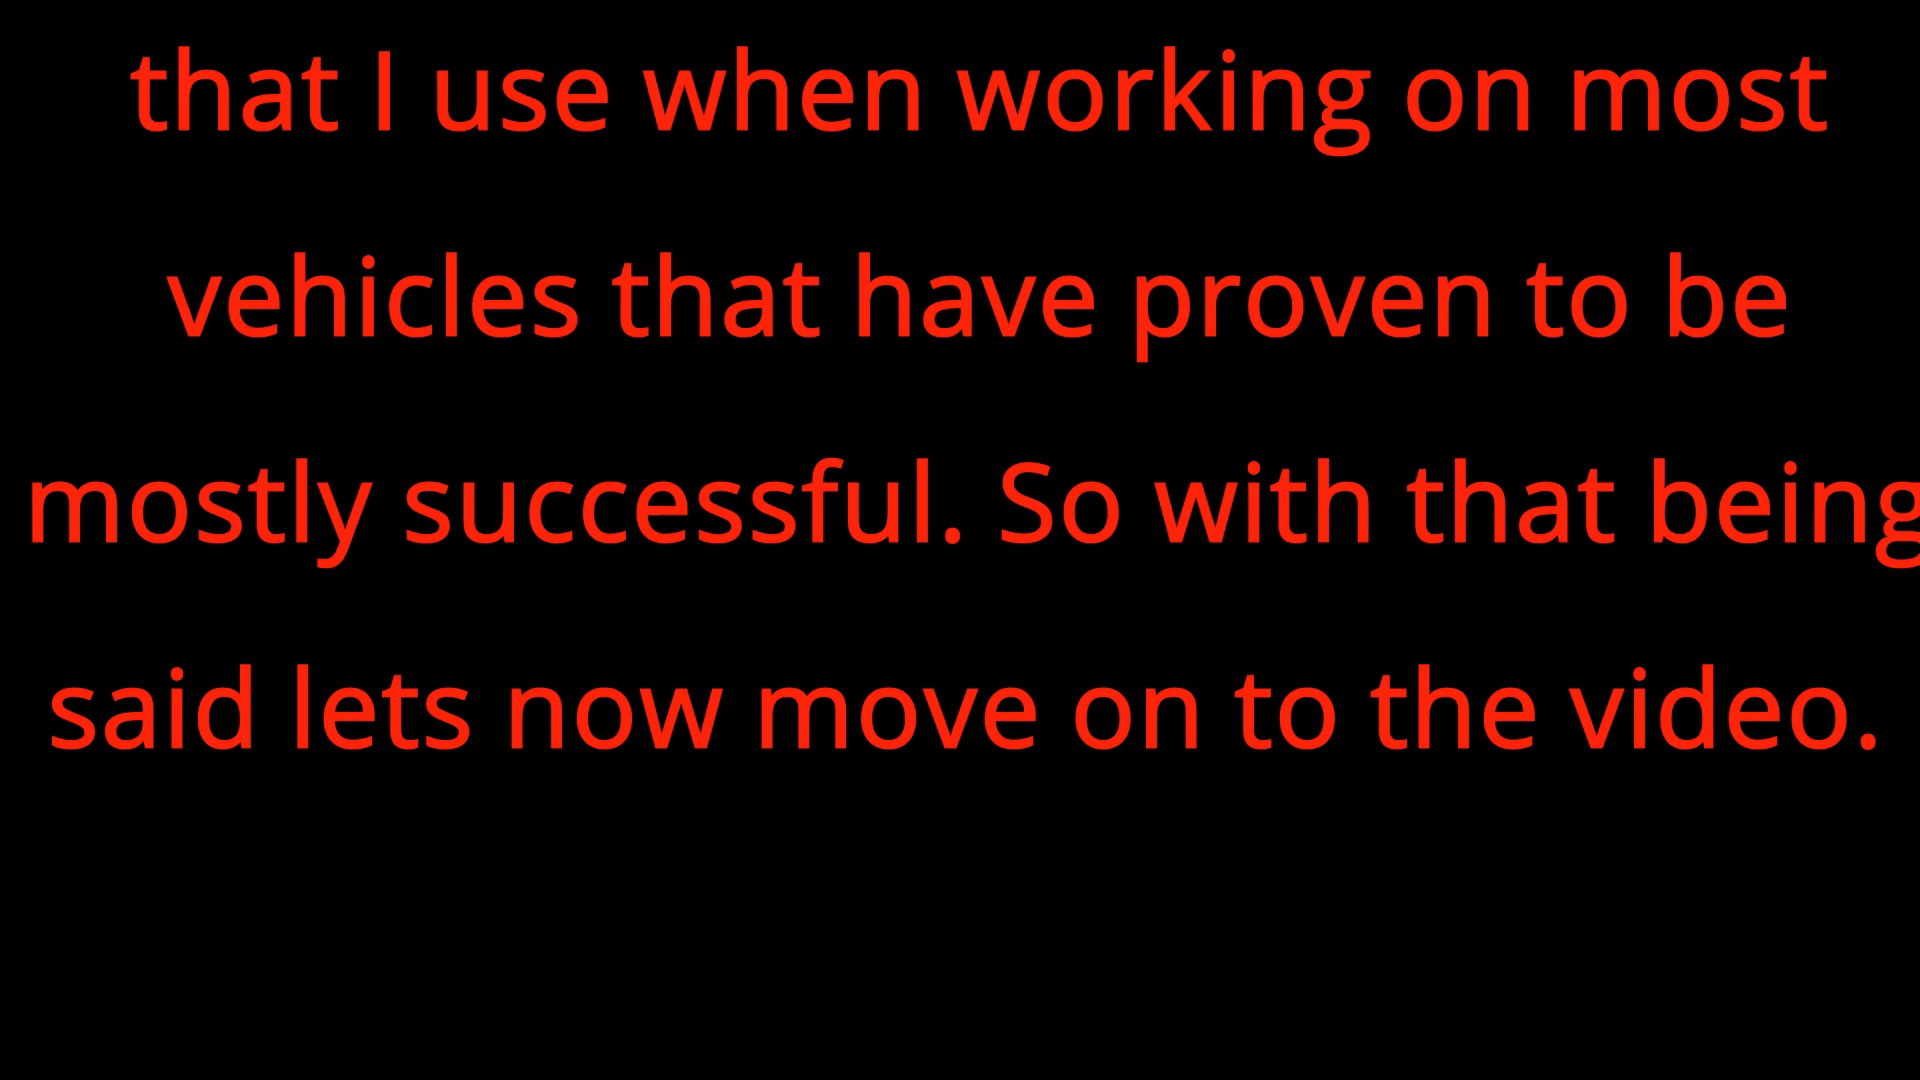 that I use when working on most
vehicles that have proven to be
mostly successful. So with that being
said lets now move on to the video.